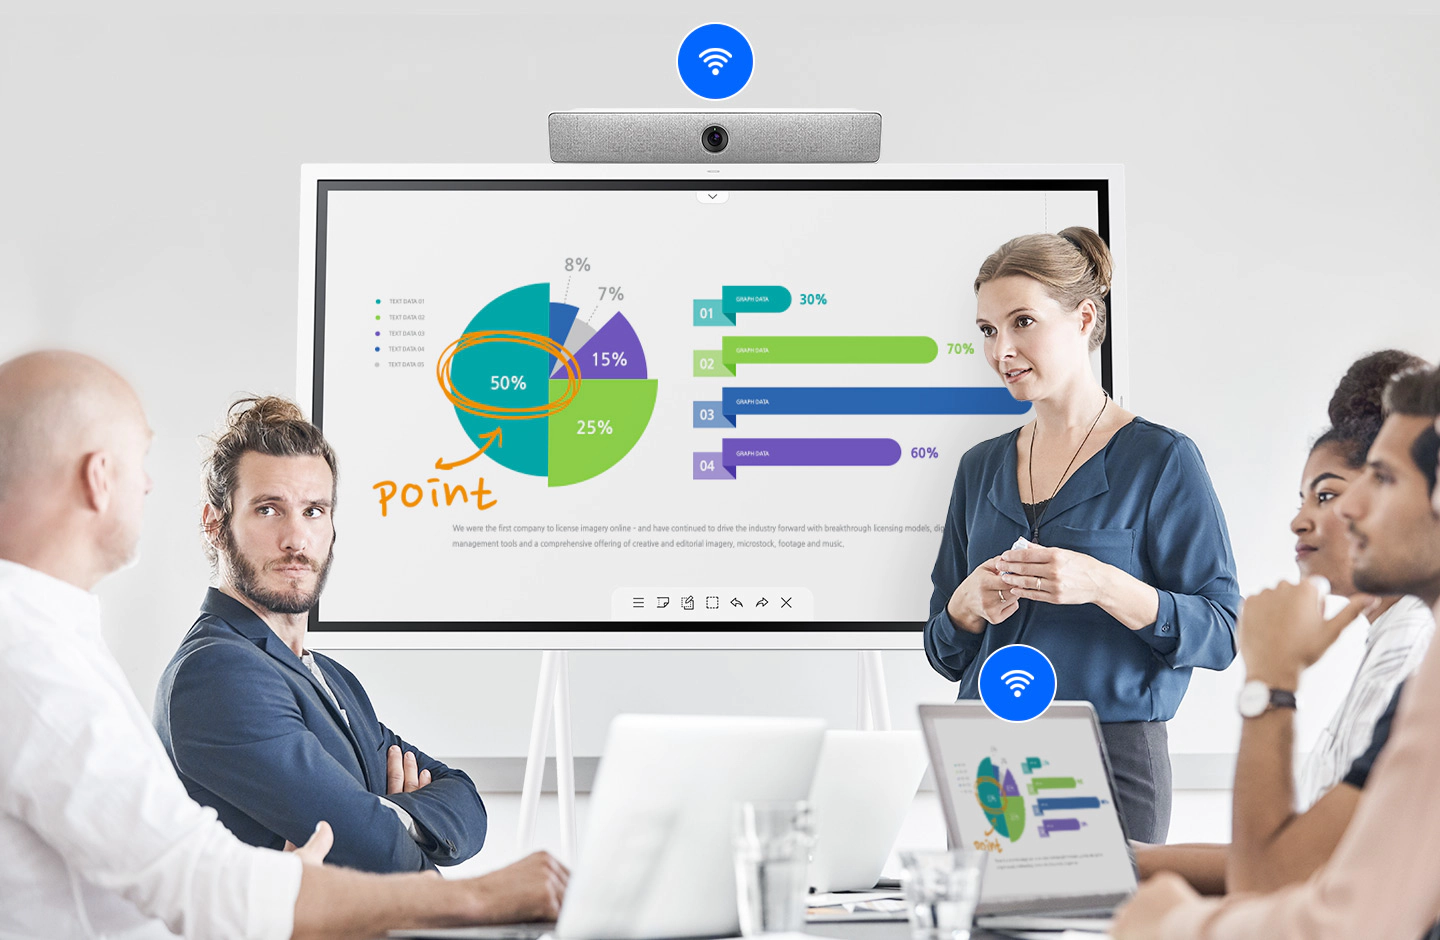 8%
7%
TEXT DATA 01
TEXT DATA 02
TEXT DATA 03
TEXT DATA 04
TEXT DATA 05
50%
15%
25%
point
01 GRAPH DATA 30%
02 GRAPH DATA 70%
03 GRAPH DATA
04 GRAPH DATA 60%
We were the first company to license imagery online - and have continued to drive the industry forward with breakthrough licensing models,
management tools and a comprehensive offering of creative and editorial imagery, microstock, footage and music.
point